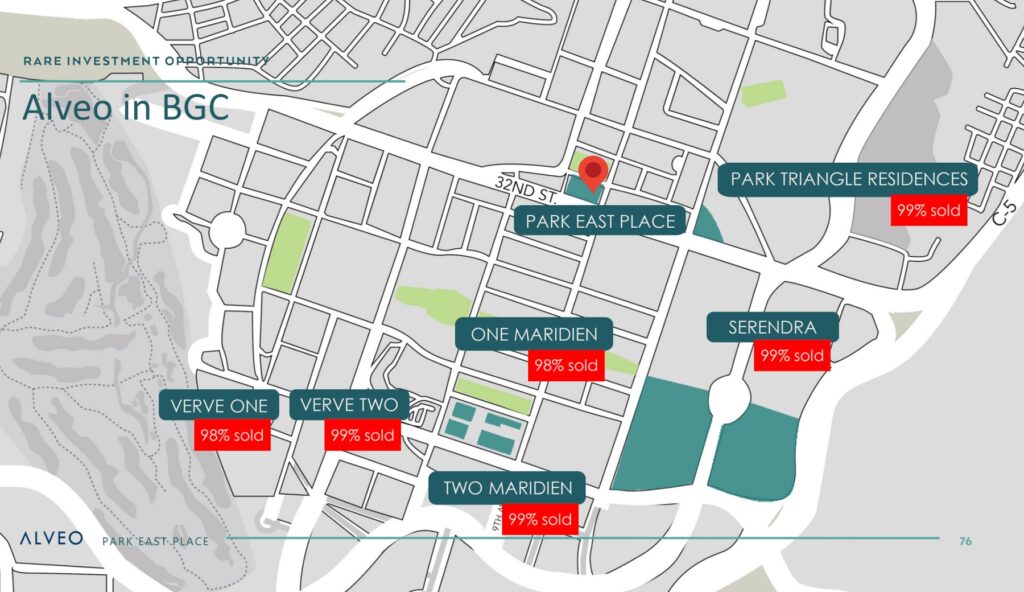 RARE INVESTMENT OPPORTUNITY
Alveo in BGC
32ND ST.
PARK EAST PLACE
PARK TRIANGLE RESIDENCES
99% sold
C-5
ONE MARIDIEN
98% sold
SERENDRA
99% sold
VERVE ONE
98% sold
VERVE TWO
99% sold
TWO MARIDIEN
99% sold
9TH
ALVEO
PARK EAST PLACE
76